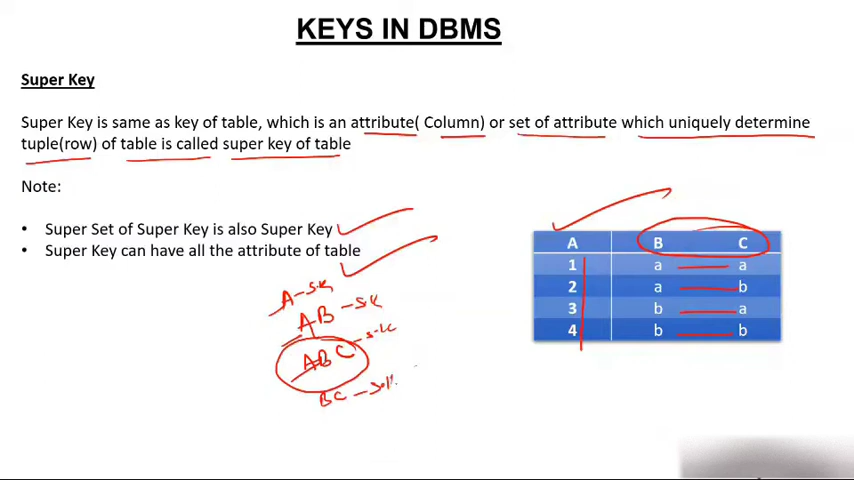 KEYS IN DBMS
Super Key
Super Key is same as key of table, which is an attribute( Column) or set of attribute which uniquely determine
tuple(row) of table is called super key of table
Note:
• Super Set of Super Key is also Super Key
• Super Key can have all the attribute of table
A B C
1 a a
2 a b
3 b a
4 b b
A - S.K
AB - S.K
ABC - S.K
BC -